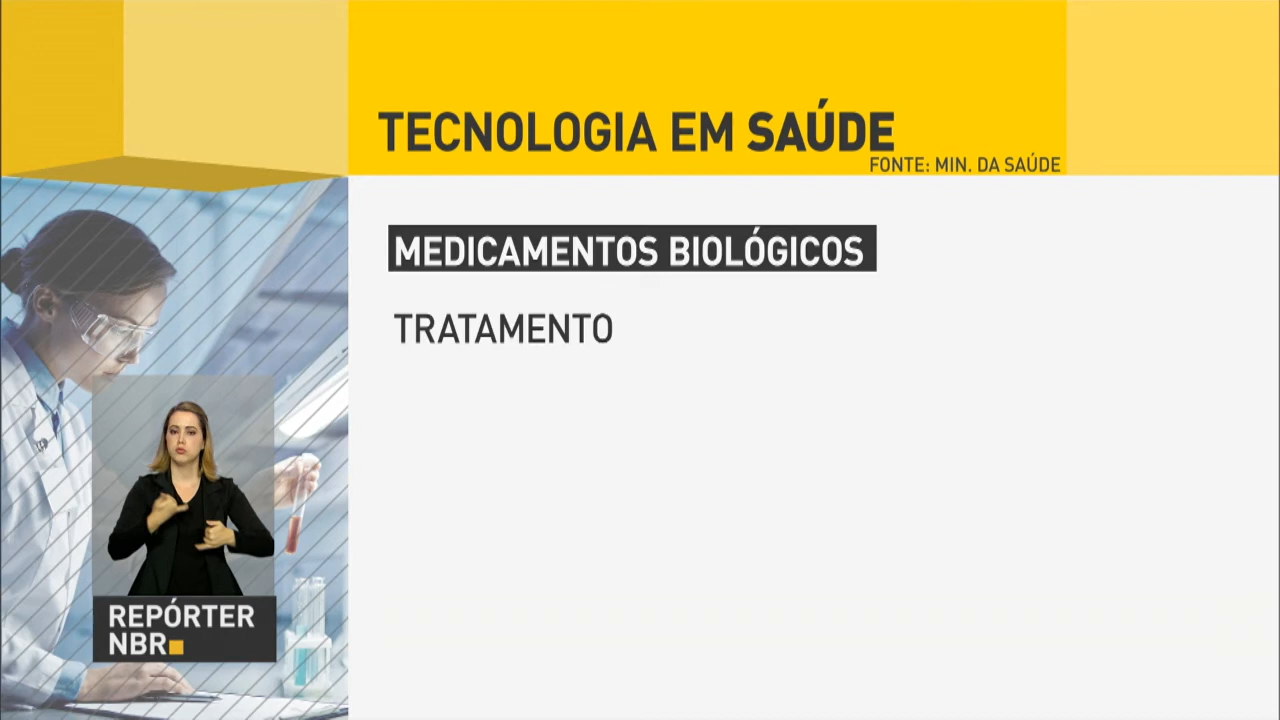 TECNOLOGIA EM SAÚDE
FONTE: MIN. DA SAÚDE
MEDICAMENTOS BIOLÓGICOS
TRATAMENTO
REPÓRTER
NBR